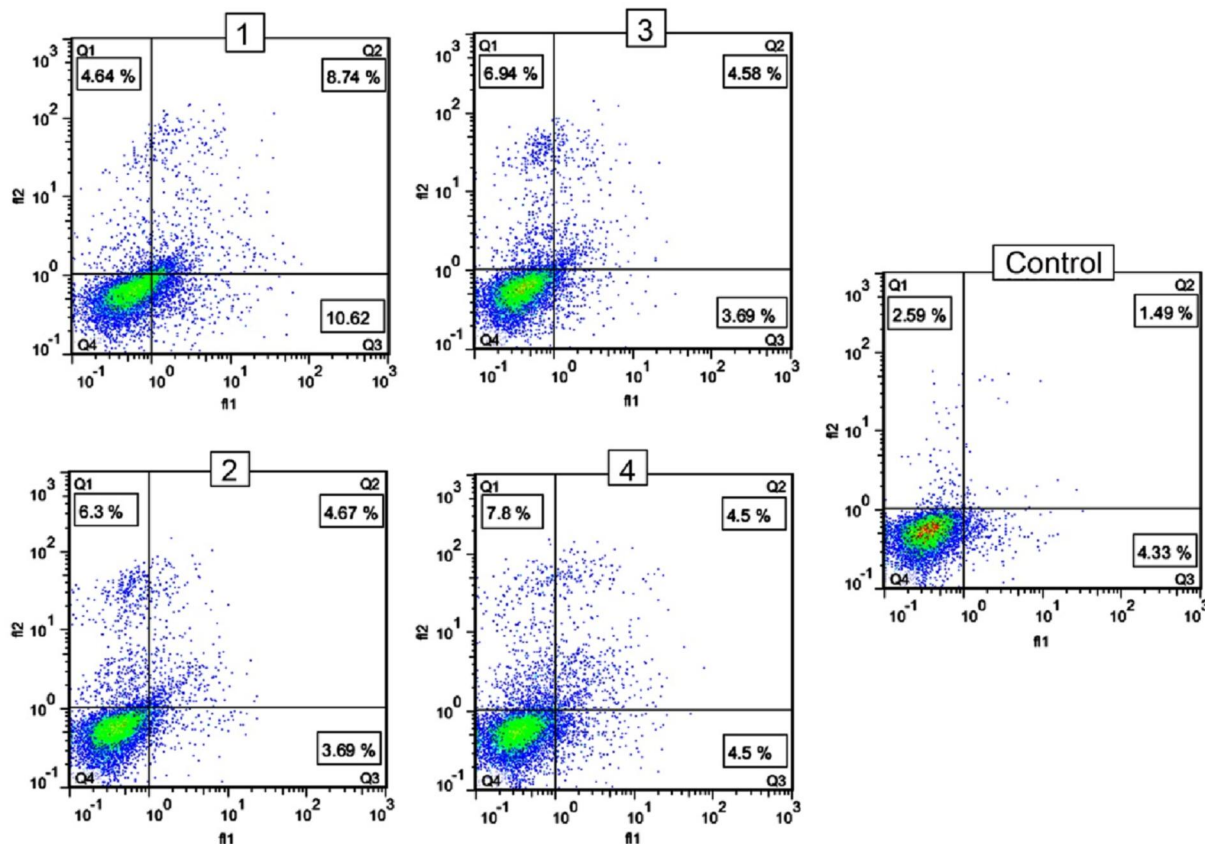 1
10³
10²
10¹
10⁰
10⁻¹
fl2
Q1
4.64 %
Q2
8.74 %
10.62
Q4
Q3
10⁻¹ 10⁰ 10¹ 10² 10³
fl1
3
10³
10²
10¹
10⁰
10⁻¹
fl2
Q1
6.94 %
Q2
4.58 %
3.69 %
Q4
Q3
10⁻¹ 10⁰ 10¹ 10² 10³
fl1
Control
10³
10²
10¹
10⁰
10⁻¹
fl2
Q1
2.59 %
Q2
1.49 %
4.33 %
Q4
Q3
10⁻¹ 10⁰ 10¹ 10² 10³
fl1
2
10³
10²
10¹
10⁰
10⁻¹
fl2
Q1
6.3 %
Q2
4.67 %
3.69 %
Q4
Q3
10⁻¹ 10⁰ 10¹ 10² 10³
fl1
4
10³
10²
10¹
10⁰
10⁻¹
fl2
Q1
7.8 %
Q2
4.5 %
4.5 %
Q4
Q3
10⁻¹ 10⁰ 10¹ 10² 10³
fl1